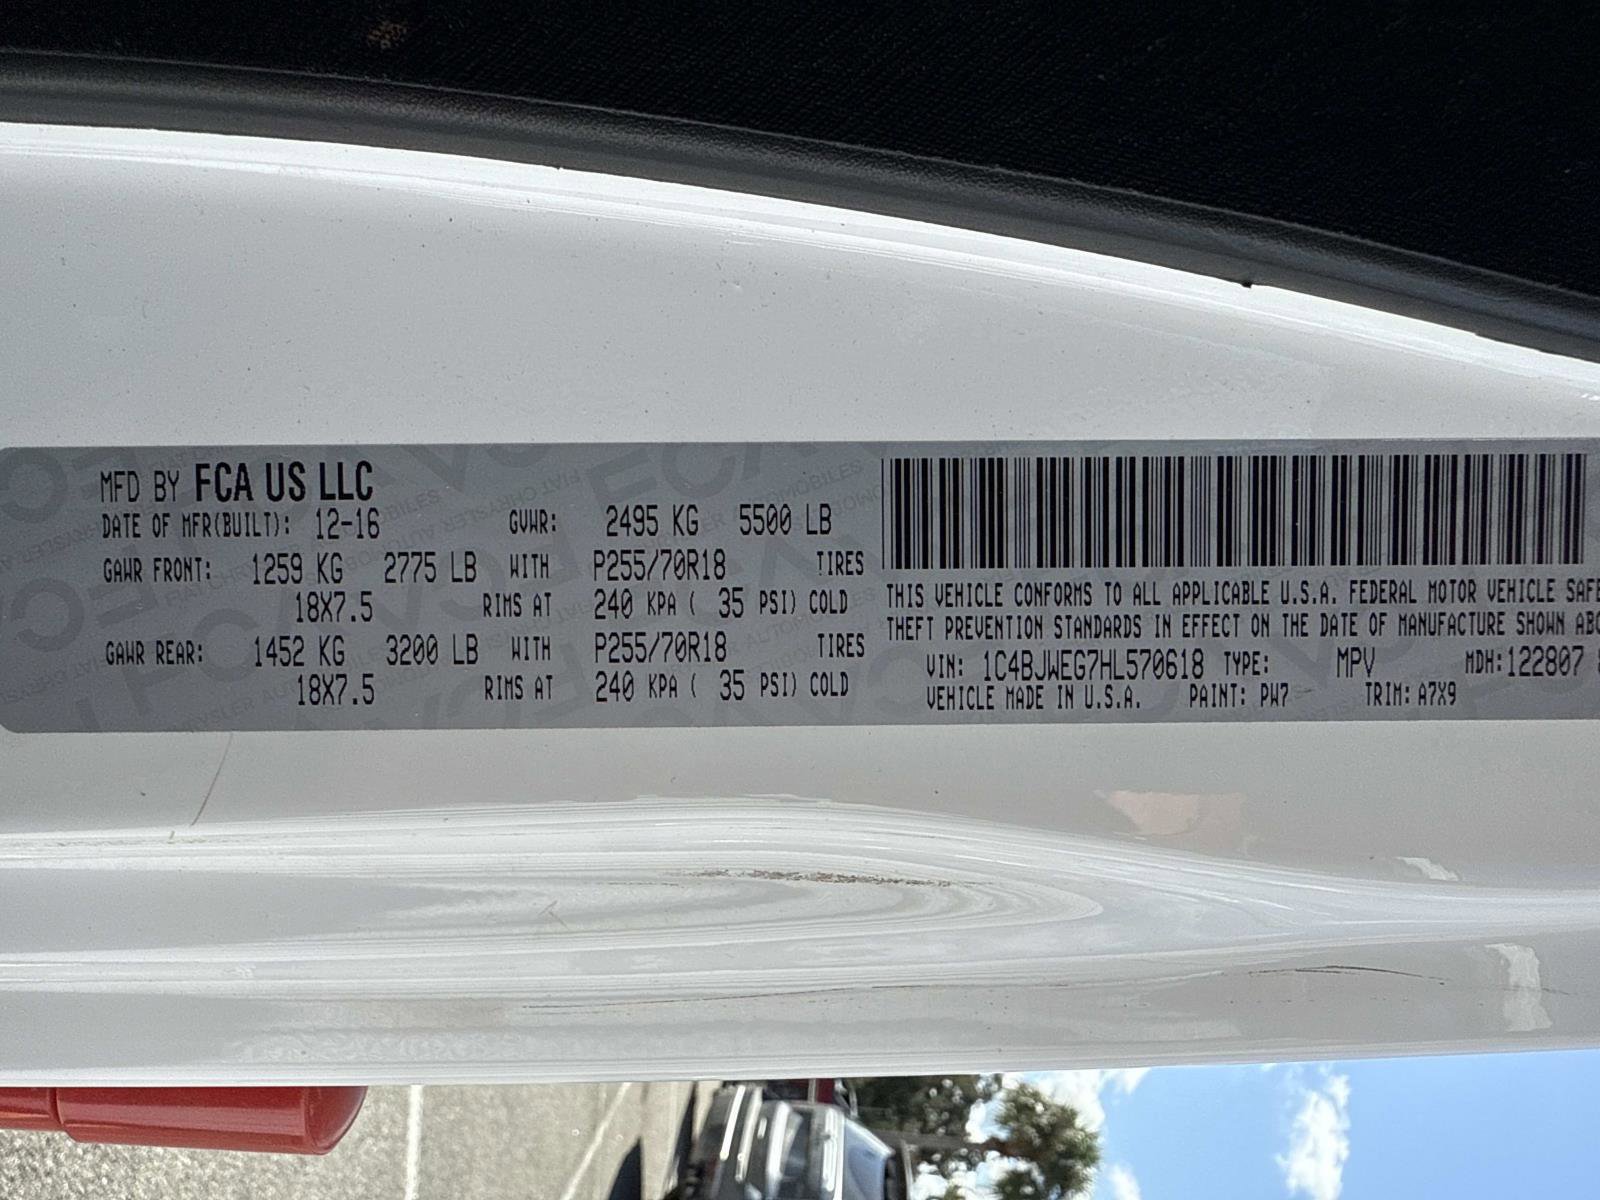 MFD BY FCA US LLC
DATE OF MFR(BUILT): 12-16 GVWR: 2495 KG 5500 LB
GAWR FRONT: 1259 KG 2775 LB WITH P255/70R18 TIRES
18X7.5 RIMS AT 240 KPA ( 35 PSI) COLD
GAWR REAR: 1452 KG 3200 LB WITH P255/70R18 TIRES
18X7.5 RIMS AT 240 KPA ( 35 PSI) COLD
THIS VEHICLE CONFORMS TO ALL APPLICABLE U.S.A. FEDERAL MOTOR VEHICLE SAFE
THEFT PREVENTION STANDARDS IN EFFECT ON THE DATE OF MANUFACTURE SHOWN ABO
VIN: 1C4BJWEG7HL570618 TYPE: MPV MDH:122807
VEHICLE MADE IN U.S.A. PAINT: PW7 TRIM: A7X9